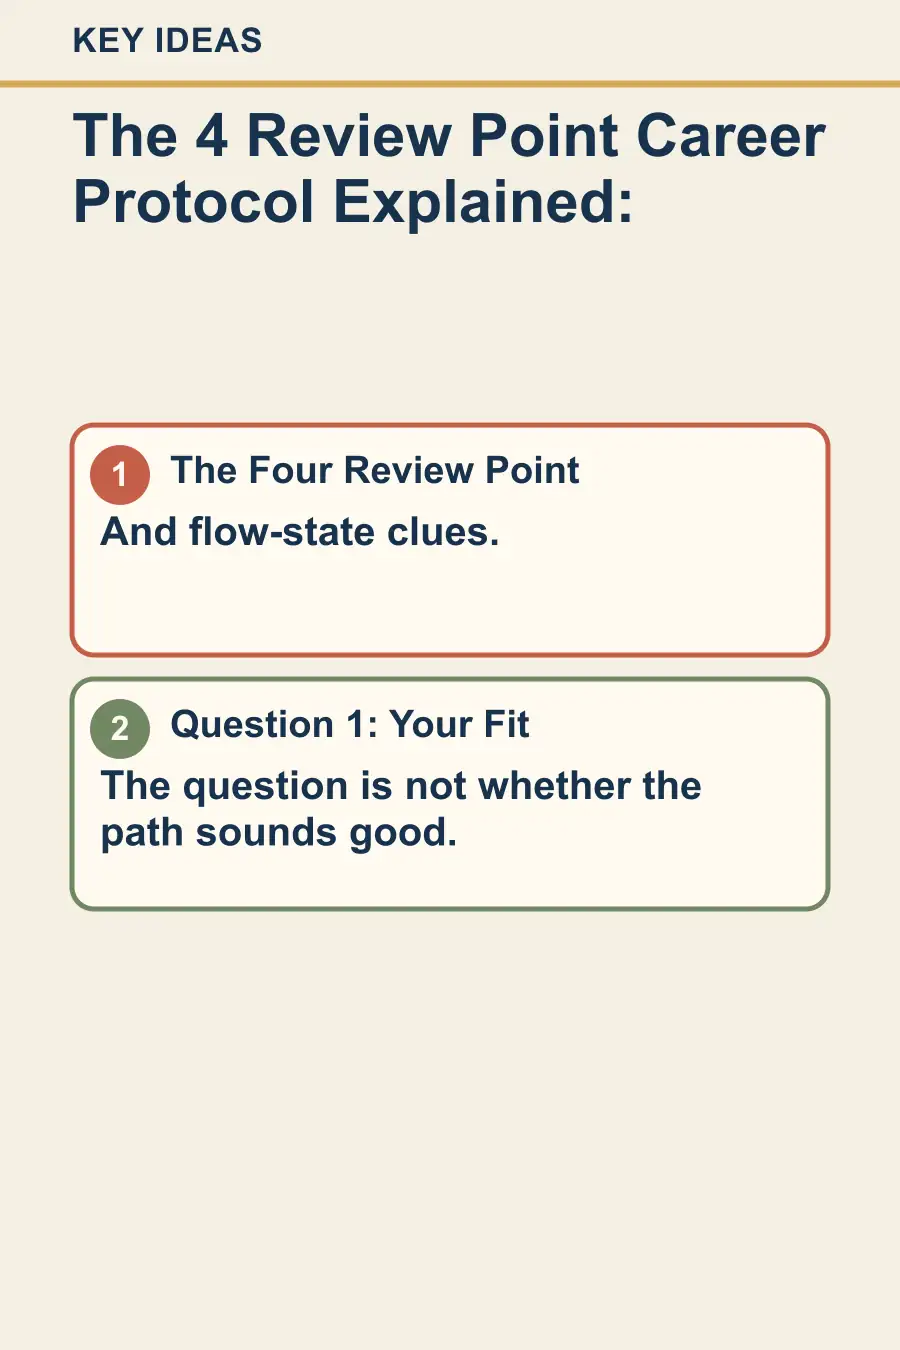 KEY IDEAS
The 4 Review Point Career
Protocol Explained:
1 The Four Review Point
And flow-state clues.
2 Question 1: Your Fit
The question is not whether the
path sounds good.